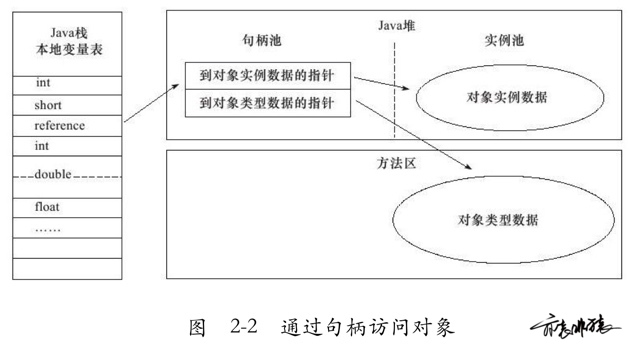 Java栈
本地变量表
int
short
reference
int
double
float
……
Java堆
句柄池
实例池
到对象实例数据的指针
到对象类型数据的指针
对象实例数据
方法区
对象类型数据
图 2-2 通过句柄访问对象